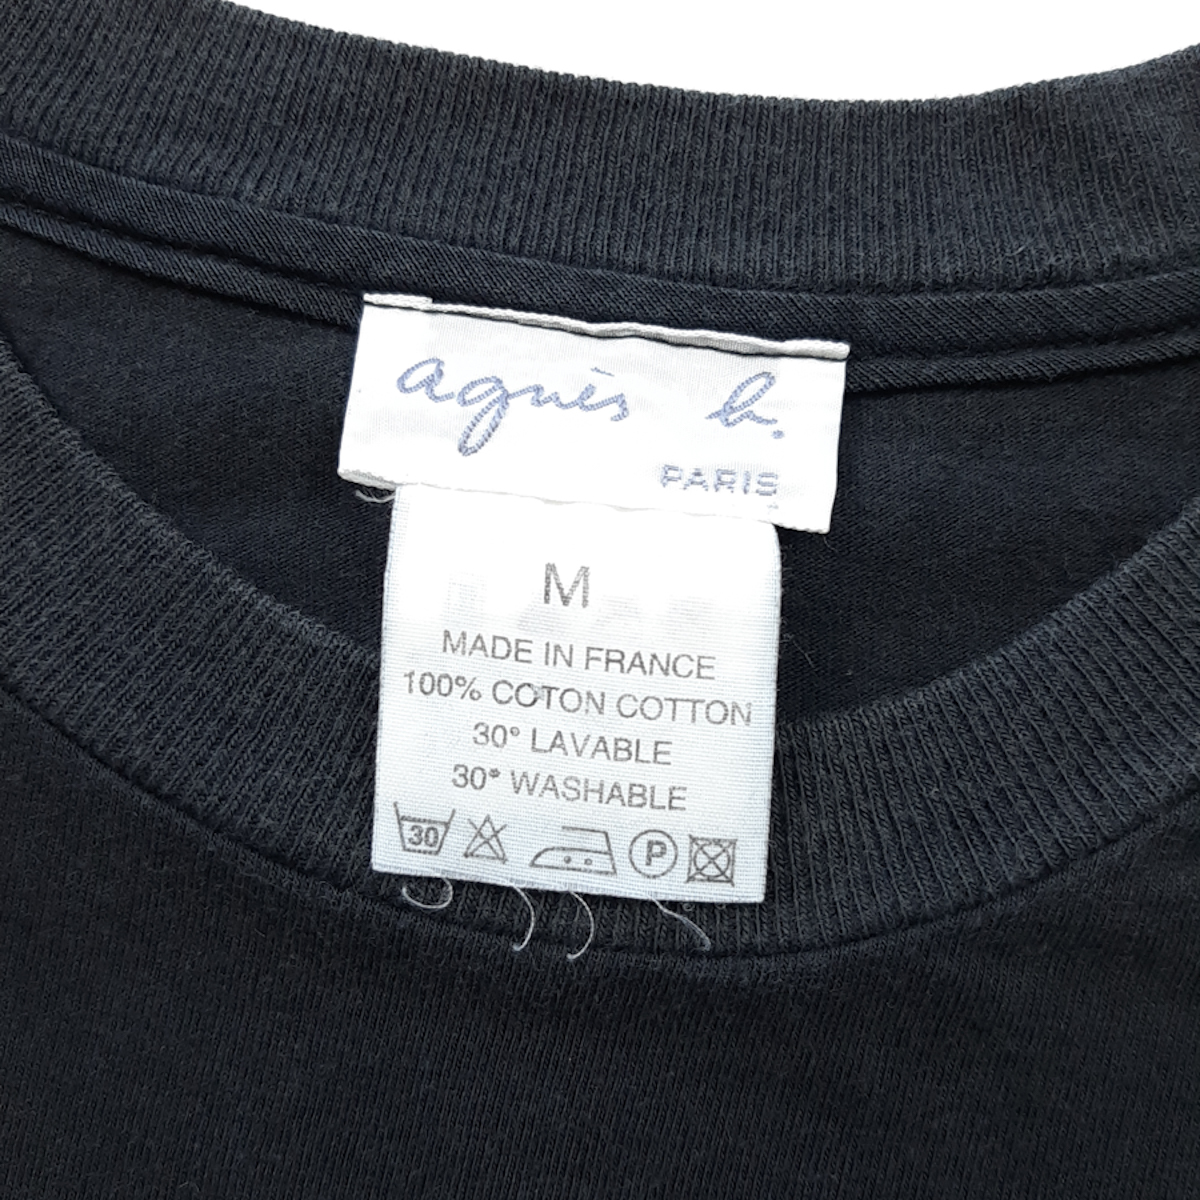 agnès b.
PARIS
M
MADE IN FRANCE
100% COTON COTTON
30° LAVABLE
30° WASHABLE
30 P